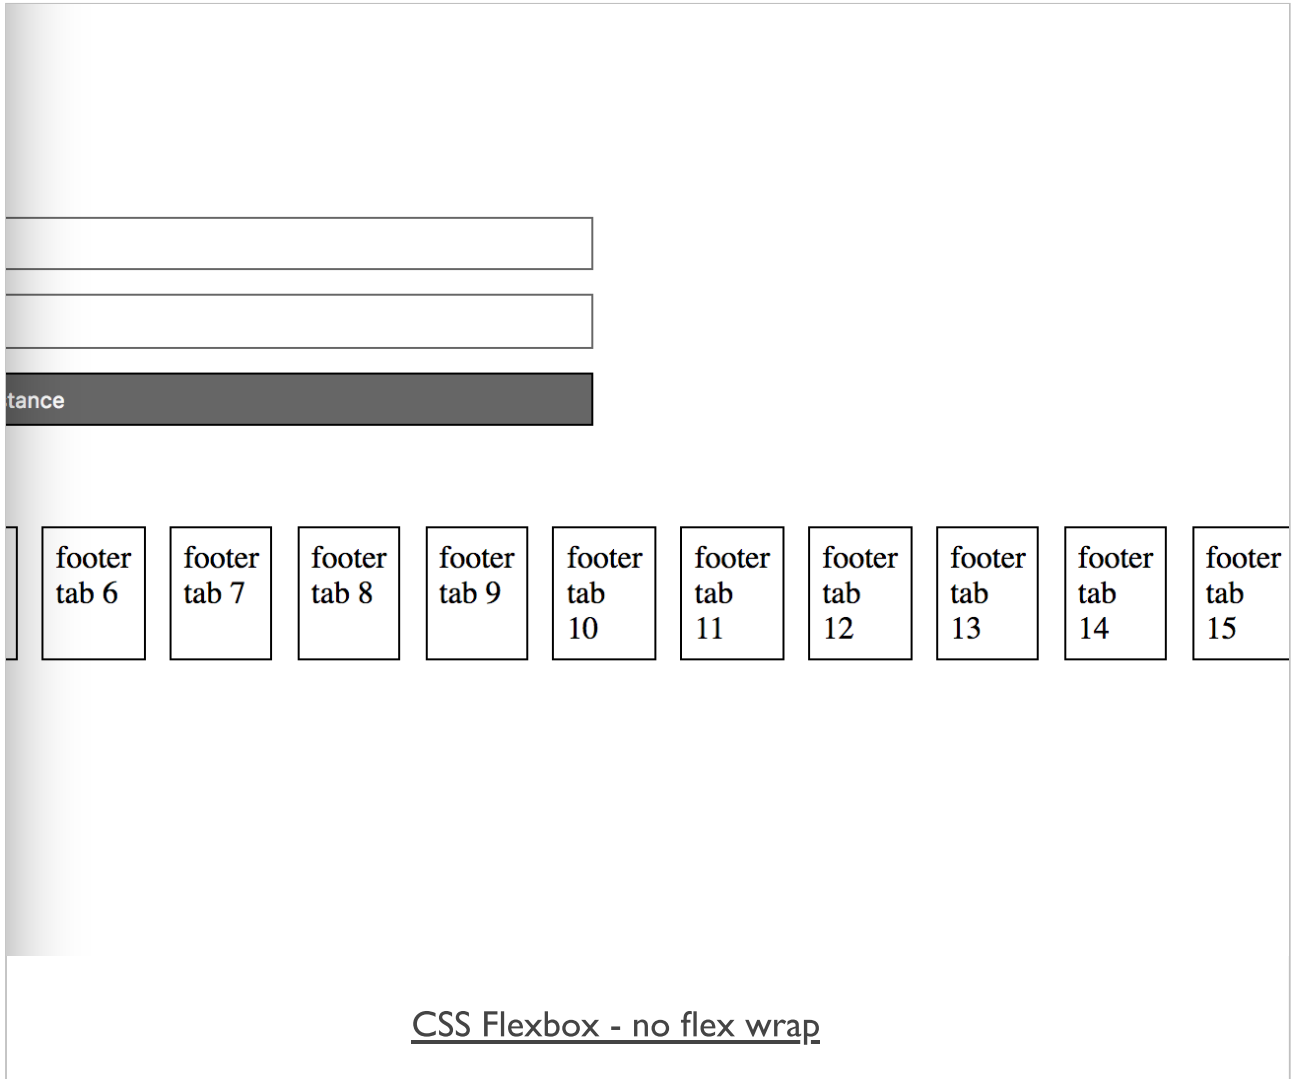 tance
footer
tab 6
footer
tab 7
footer
tab 8
footer
tab 9
footer
tab
10
footer
tab
11
footer
tab
12
footer
tab
13
footer
tab
14
footer
tab
15
CSS Flexbox - no flex wrap